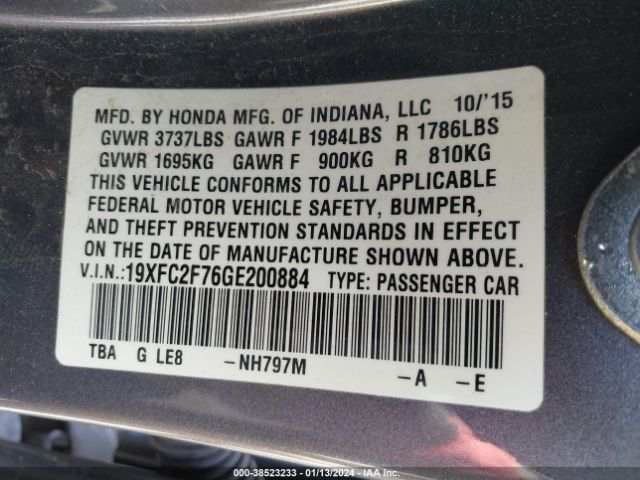 MFD. BY HONDA MFG. OF INDIANA, LLC 10/'15
GVWR 3737LBS GAWR F 1984LBS R 1786LBS
GVWR 1695KG GAWR F 900KG R 810KG
THIS VEHICLE CONFORMS TO ALL APPLICABLE
FEDERAL MOTOR VEHICLE SAFETY, BUMPER,
AND THEFT PREVENTION STANDARDS IN EFFECT
ON THE DATE OF MANUFACTURE SHOWN ABOVE.
V.I.N.:19XFC2F76GE200884 TYPE: PASSENGER CAR
TBA G LE8 -NH797M -A -E
000-38523233 - 01/13/2024 - IAA Inc.